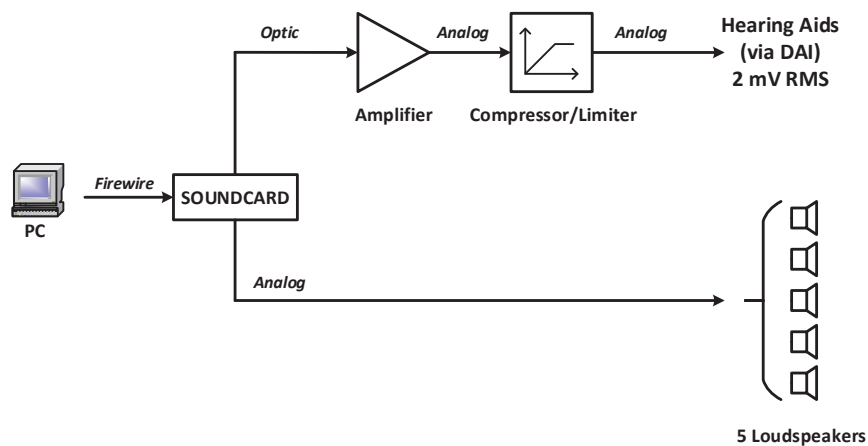 Optic
Analog
Analog
Hearing Aids
(via DAI)
2 mV RMS
Amplifier
Compressor/Limiter
Firewire
SOUNDCARD
PC
Analog
5 Loudspeakers